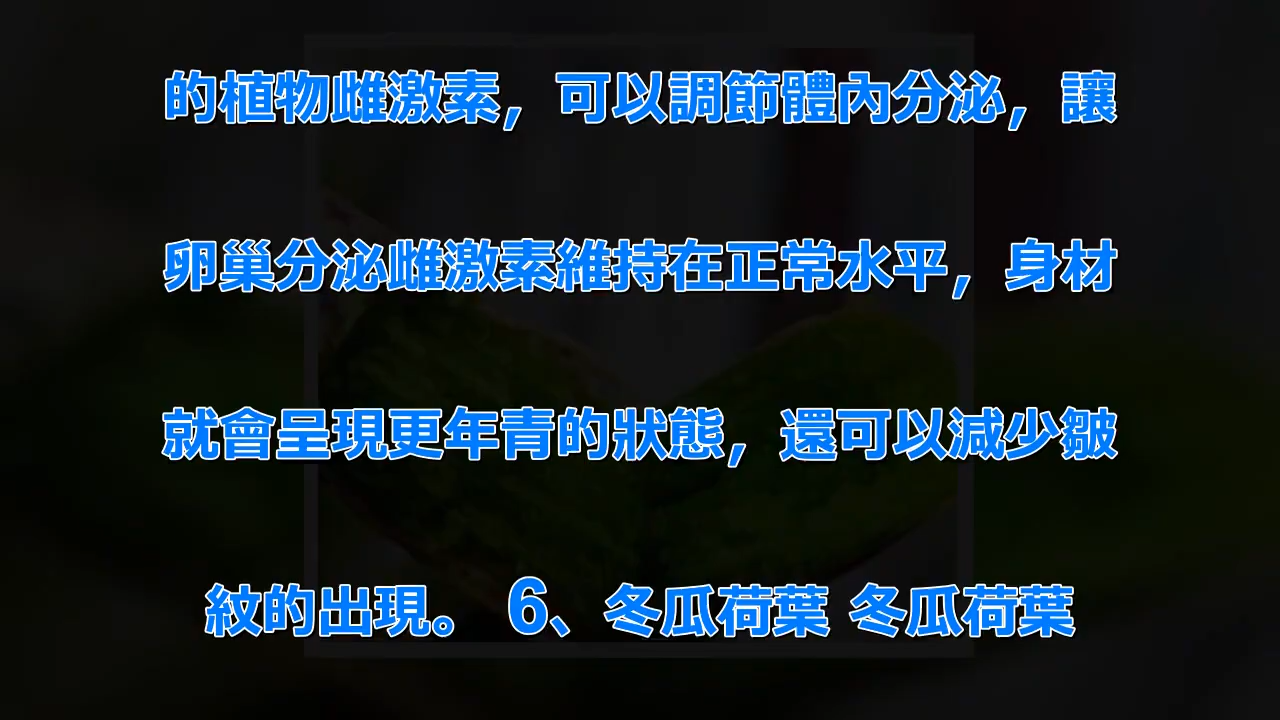 的植物雌激素，可以調節體內分泌，讓
卵巢分泌雌激素維持在正常水平，身材
就會呈現更年青的狀態，還可以減少皺
紋的出現。 6、冬瓜荷葉 冬瓜荷葉